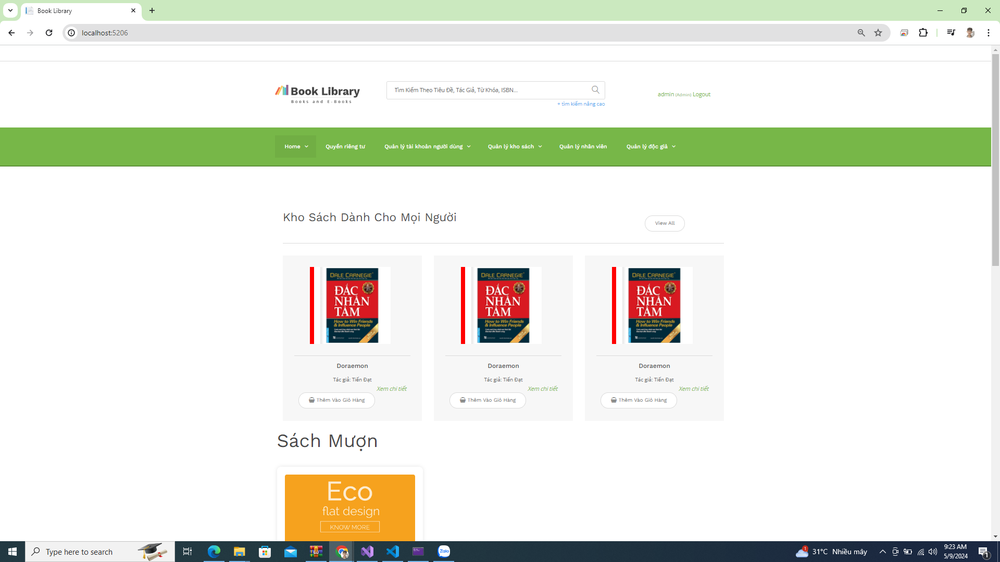 Book Library
localhost:5206
Book Library
Books and E-Books
Tìm Kiếm Theo Tiêu Đề, Tác Giả, Từ Khóa, ISBN...
+ tìm kiếm nâng cao
admin (Admin) Logout
Home
Quyền riêng tư
Quản lý tài khoản người dùng
Quản lý kho sách
Quản lý nhân viên
Quản lý độc giả
Kho Sách Dành Cho Mọi Người
View All
DALE CARNEGIE
ĐẮC
NHÂN
TÂM
How to Win Friends
& Influence People
DALE CARNEGIE
ĐẮC
NHÂN
TÂM
How to Win Friends
& Influence People
DALE CARNEGIE
ĐẮC
NHÂN
TÂM
How to Win Friends
& Influence People
Doraemon
Tác giả: Tiến Đạt
Xem chi tiết
Thêm Vào Giỏ Hàng
Doraemon
Tác giả: Tiến Đạt
Xem chi tiết
Thêm Vào Giỏ Hàng
Doraemon
Tác giả: Tiến Đạt
Xem chi tiết
Thêm Vào Giỏ Hàng
Sách Mượn
Eco
flat design
KNOW MORE
Type here to search
Zalo
1
31°C Nhiều mây
9:23 AM
5/9/2024
1